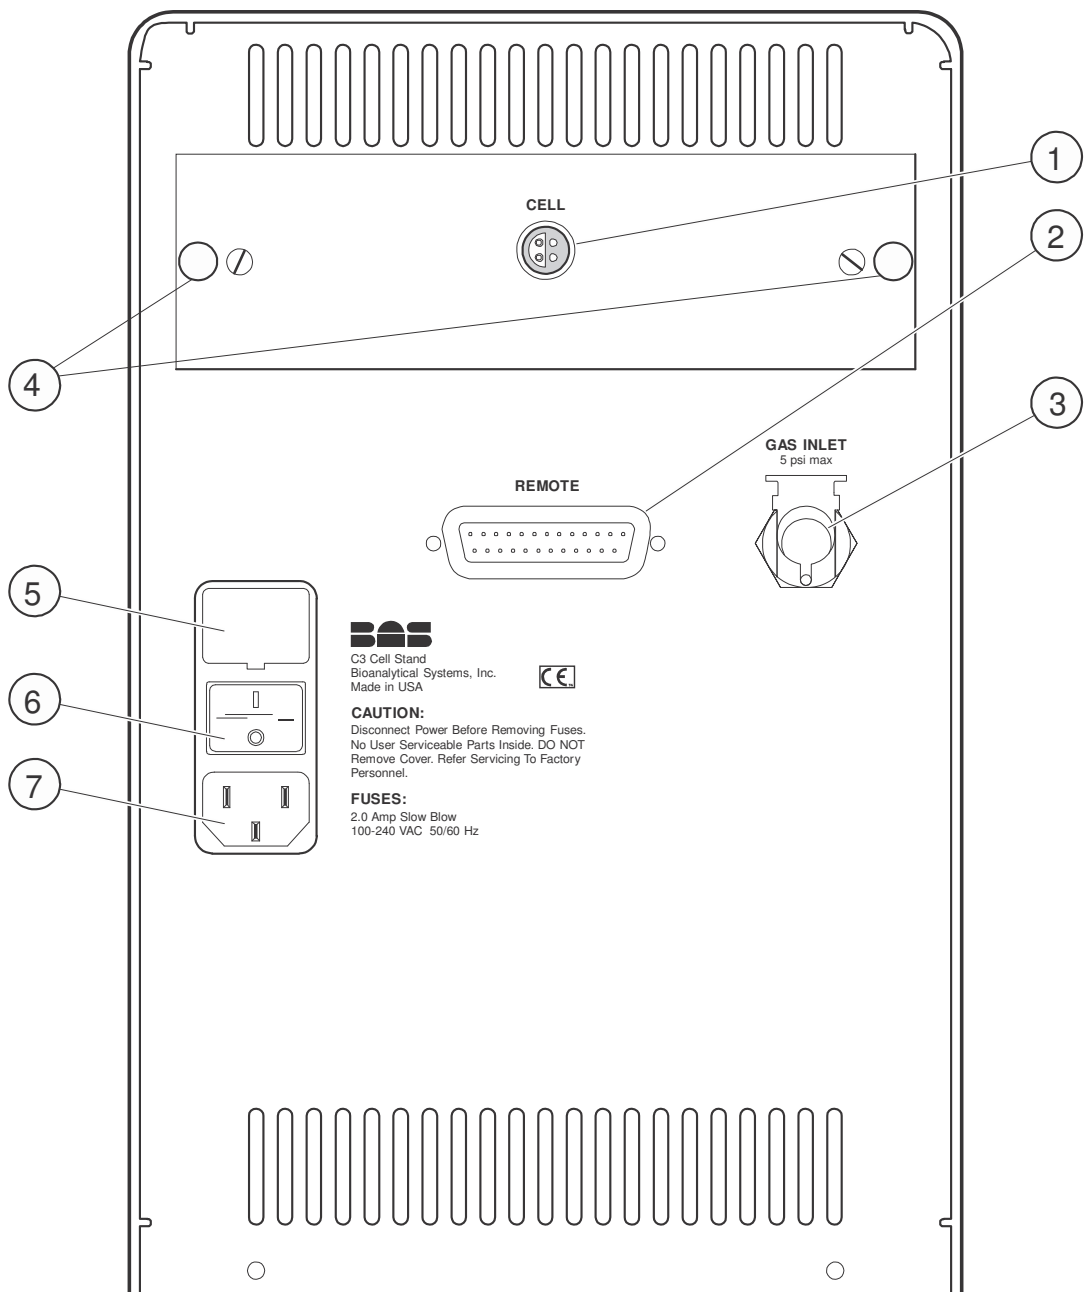 1
CELL
2
4
3
GAS INLET
5 psi max
REMOTE
5
BAS
C3 Cell Stand
Bioanalytical Systems, Inc.
Made in USA
CE
6
CAUTION:
Disconnect Power Before Removing Fuses.
No User Serviceable Parts Inside. DO NOT
Remove Cover. Refer Servicing To Factory
Personnel.
7
FUSES:
2.0 Amp Slow Blow
100-240 VAC 50/60 Hz